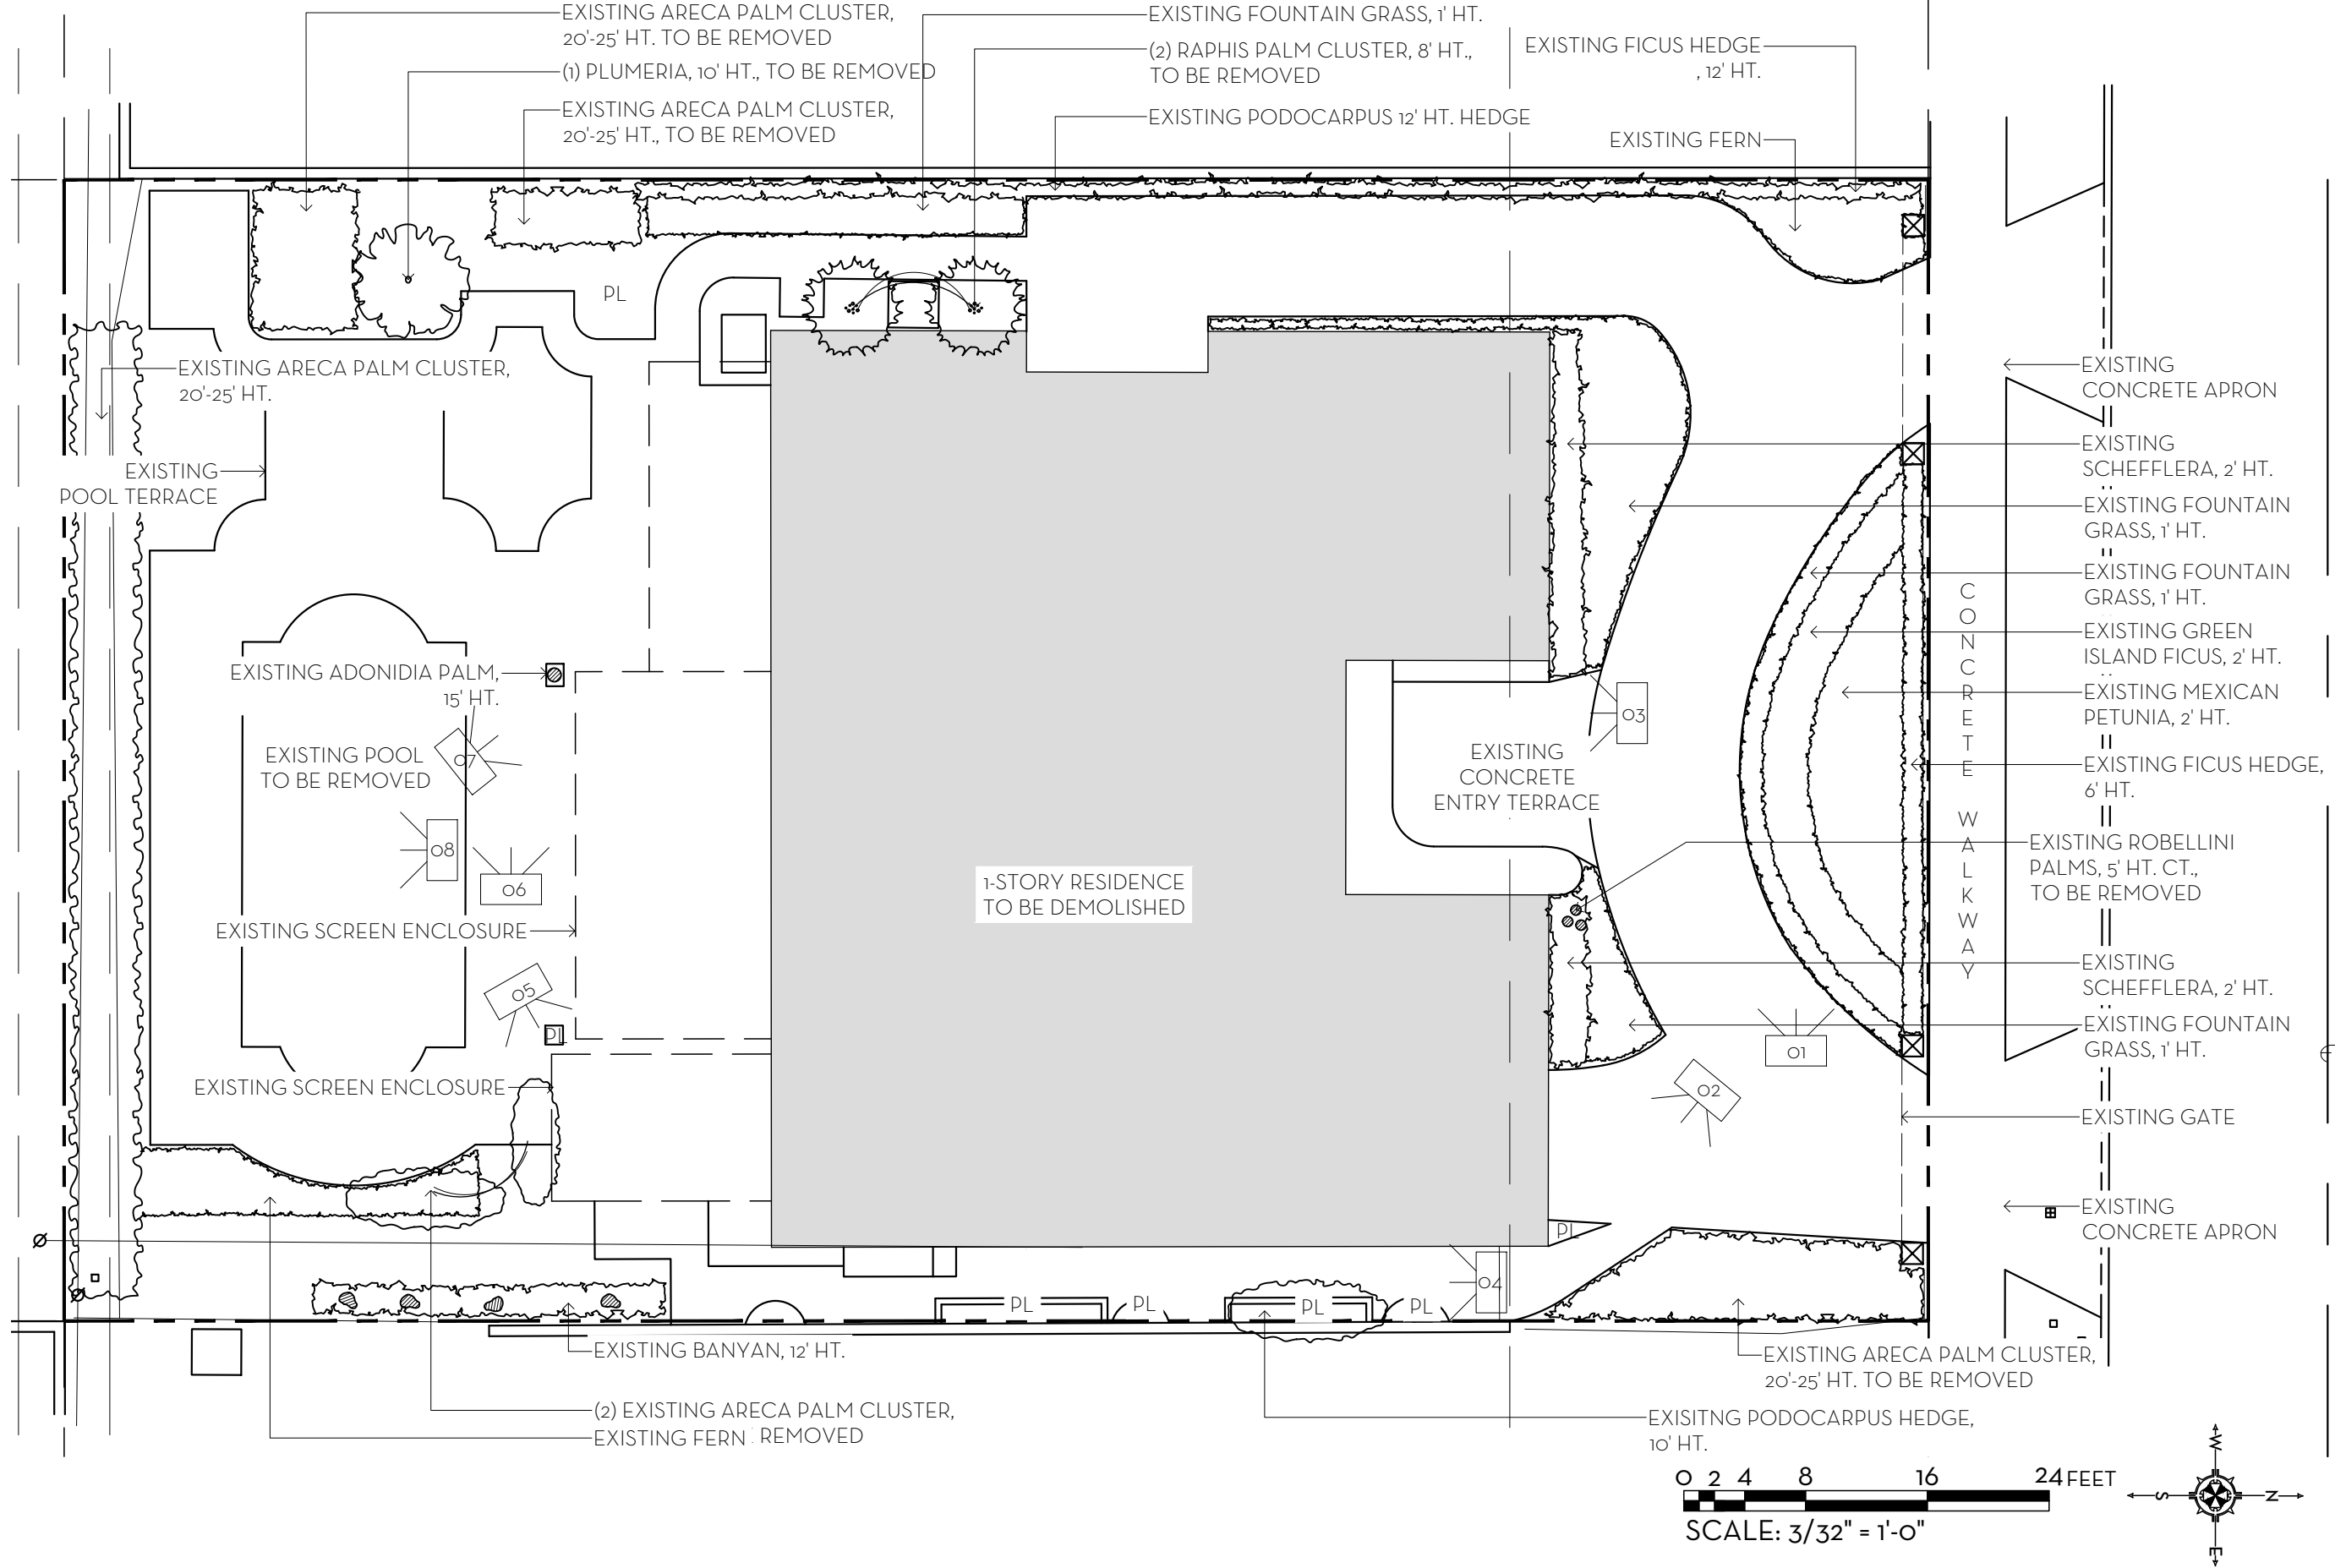 EXISTING ARECA PALM CLUSTER,
20'-25' HT. TO BE REMOVED
(1) PLUMERIA, 10' HT., TO BE REMOVED
EXISTING ARECA PALM CLUSTER,
20'-25' HT., TO BE REMOVED
EXISTING FOUNTAIN GRASS, 1' HT.
(2) RAPHIS PALM CLUSTER, 8' HT.,
TO BE REMOVED
EXISTING PODOCARPUS 12' HT. HEDGE
EXISTING FICUS HEDGE
, 12' HT.
EXISTING FERN
PL
EXISTING ARECA PALM CLUSTER,
20'-25' HT.
EXISTING
POOL TERRACE
EXISTING ADONIDIA PALM,
15' HT.
EXISTING POOL
TO BE REMOVED
07
08
06
EXISTING SCREEN ENCLOSURE
05
PL
EXISTING SCREEN ENCLOSURE
1-STORY RESIDENCE
TO BE DEMOLISHED
EXISTING
CONCRETE
ENTRY TERRACE
03
01
02
PL
04
PL
PL
PL
PL
CONCRETE WALKWAY
EXISTING
CONCRETE APRON
EXISTING
SCHEFFLERA, 2' HT.
EXISTING FOUNTAIN
GRASS, 1' HT.
EXISTING FOUNTAIN
GRASS, 1' HT.
EXISTING GREEN
ISLAND FICUS, 2' HT.
EXISTING MEXICAN
PETUNIA, 2' HT.
EXISTING FICUS HEDGE,
6' HT.
EXISTING ROBELLINI
PALMS, 5' HT. CT.,
TO BE REMOVED
EXISTING
SCHEFFLERA, 2' HT.
EXISTING FOUNTAIN
GRASS, 1' HT.
EXISTING GATE
EXISTING
CONCRETE APRON
EXISTING BANYAN, 12' HT.
(2) EXISTING ARECA PALM CLUSTER,
EXISTING FERN REMOVED
EXISTING ARECA PALM CLUSTER,
20'-25' HT. TO BE REMOVED
EXISITNG PODOCARPUS HEDGE,
10' HT.
0 2 4 8 16 24 FEET
SCALE: 3/32" = 1'-0"
W
S
N
E